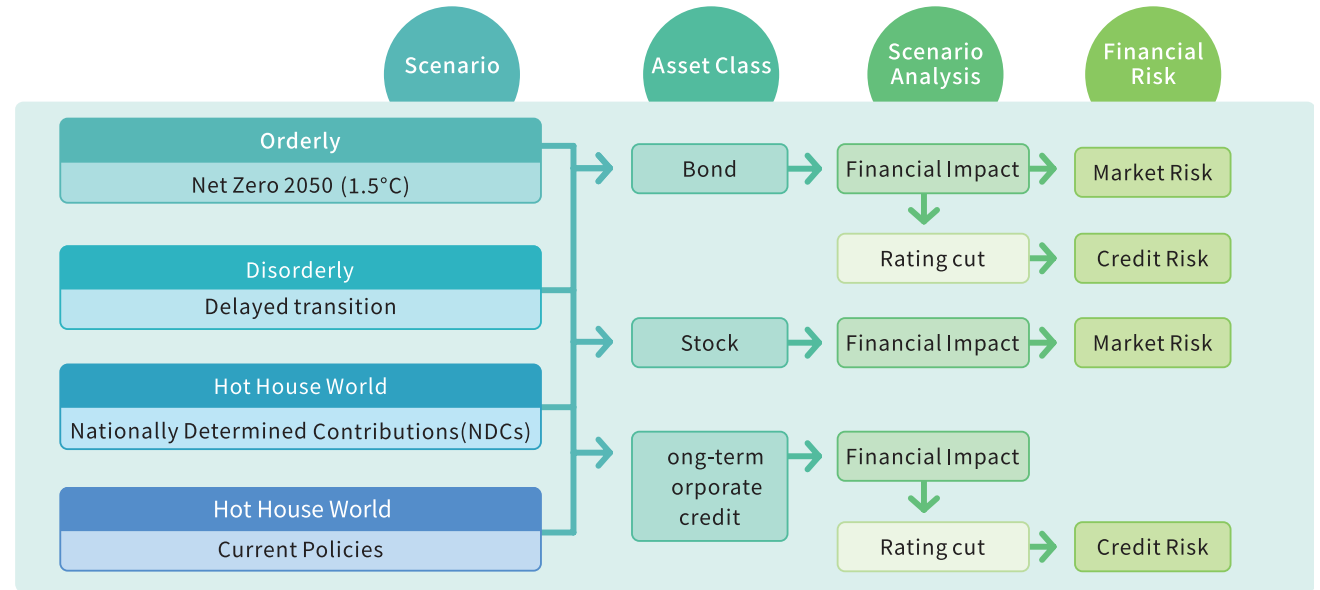 Scenario
Asset Class
Scenario
Analysis
Financial
Risk
Orderly
Net Zero 2050 (1.5°C)
Disorderly
Delayed transition
Hot House World
Nationally Determined Contributions(NDCs)
Hot House World
Current Policies
Bond
Financial Impact
Market Risk
Rating cut
Credit Risk
Stock
Financial Impact
Market Risk
ong-term
orporate
credit
Financial Impact
Rating cut
Credit Risk